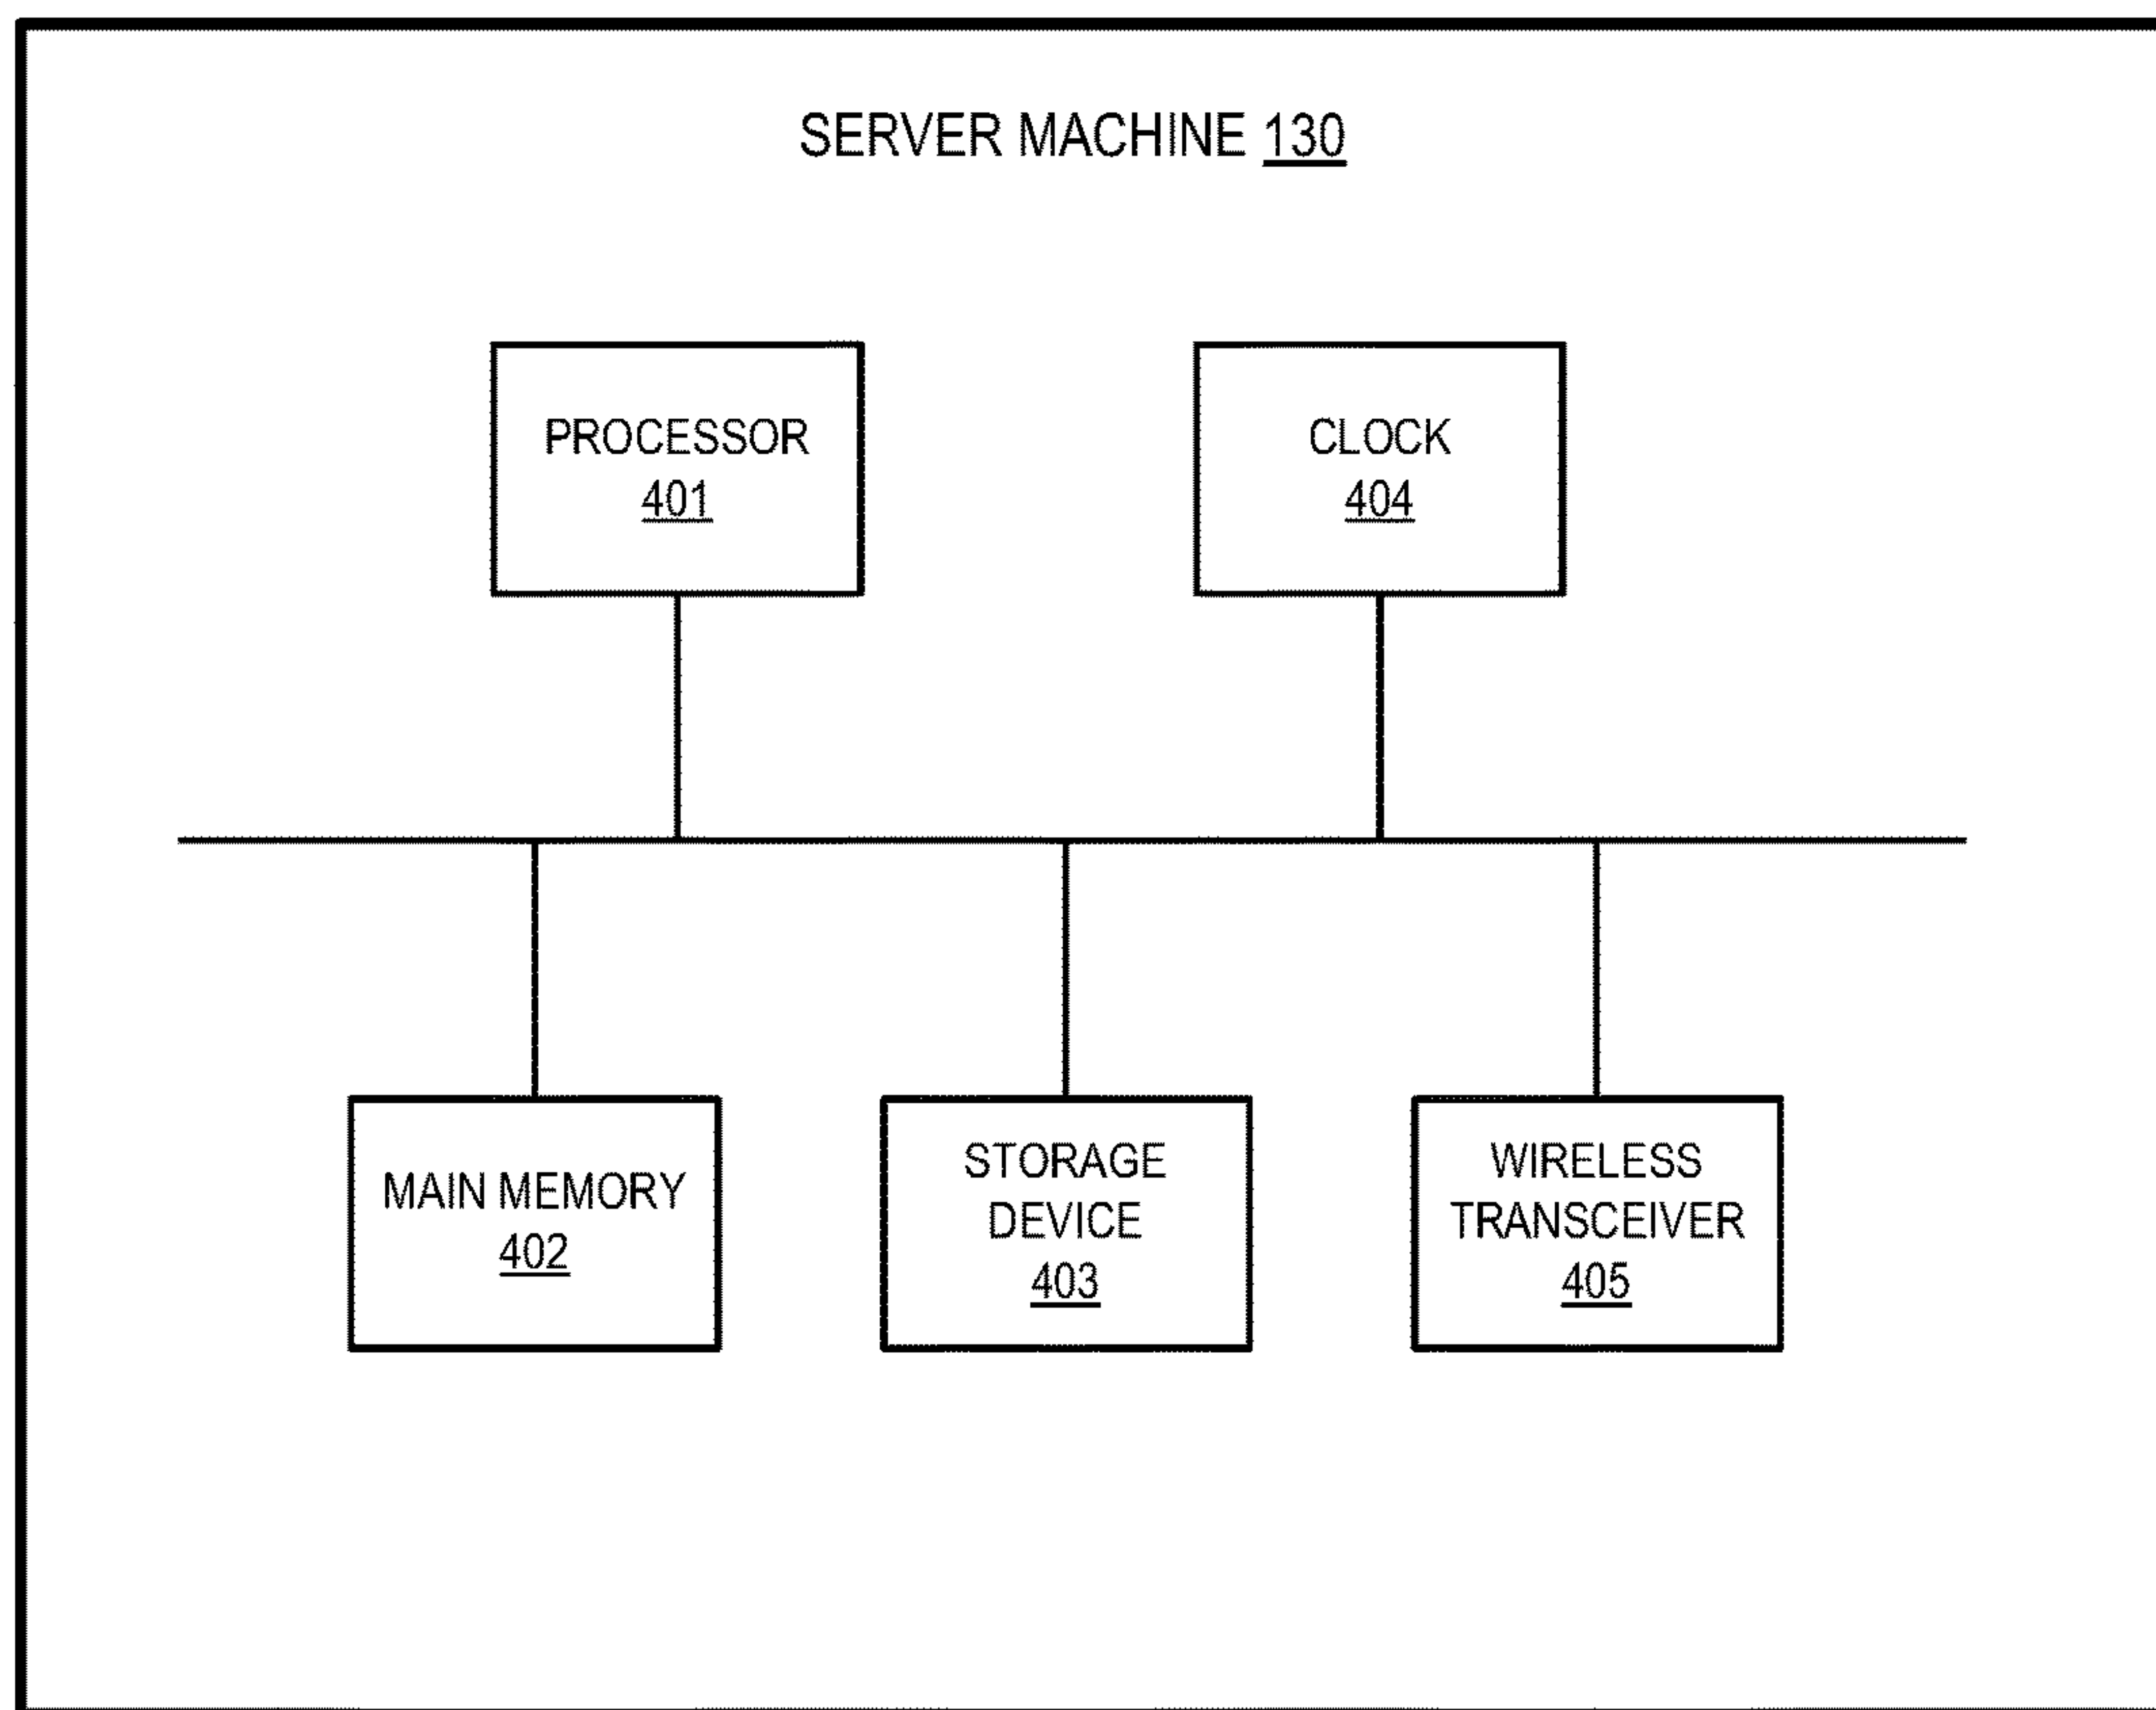 SERVER MACHINE 130
PROCESSOR
401
CLOCK
404
MAIN MEMORY
402
STORAGE
DEVICE
403
WIRELESS
TRANSCEIVER
405